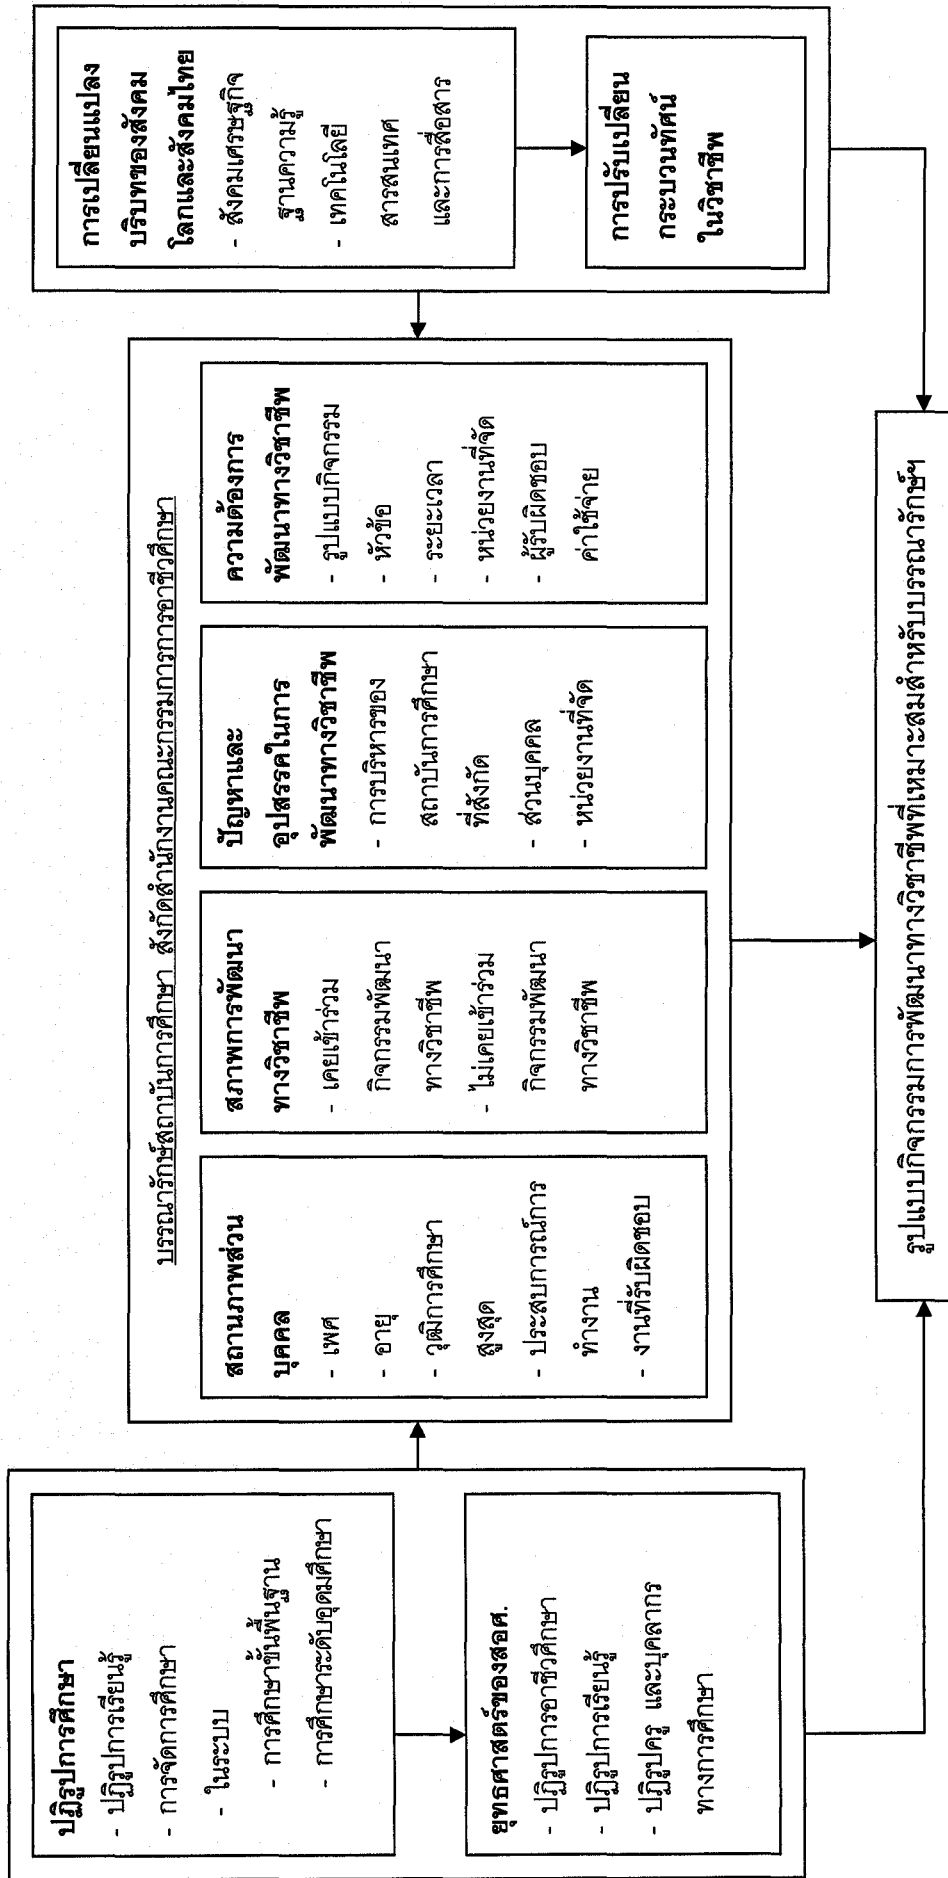 ปฏิรูปการศึกษา
- ปฏิรูปการเรียนรู้
- การจัดการศึกษา
- ในระบบ
- การศึกษาขั้นพื้นฐาน
- การศึกษาระดับอุดมศึกษา
ยุทธศาสตร์ของสอศ.
- ปฏิรูปการอาชีวศึกษา
- ปฏิรูปการเรียนรู้
- ปฏิรูปครู และบุคลากร
ทางการศึกษา
บรรณารักษ์สถาบันการศึกษา สังกัดสำนักงานคณะกรรมการการอาชีวศึกษา
สถานภาพส่วน
บุคคล
- เพศ
- อายุ
- วุฒิการศึกษา
สูงสุด
- ประสบการณ์การ
ทำงาน
- งานที่รับผิดชอบ
สภาพการพัฒนา
ทางวิชาชีพ
- เคยเข้าร่วม
กิจกรรมพัฒนา
ทางวิชาชีพ
- ไม่เคยเข้าร่วม
กิจกรรมพัฒนา
ทางวิชาชีพ
ปัญหาและ
อุปสรรคในการ
พัฒนาทางวิชาชีพ
- การบริหารของ
สถาบันการศึกษา
ที่สังกัด
- ส่วนบุคคล
- หน่วยงานที่จัด
ความต้องการ
พัฒนาทางวิชาชีพ
- รูปแบบกิจกรรม
- หัวข้อ
- ระยะเวลา
- หน่วยงานที่จัด
- ผู้รับผิดชอบ
ค่าใช้จ่าย
การเปลี่ยนแปลง
บริบทของสังคม
โลกและสังคมไทย
- สังคมเศรษฐกิจ
ฐานความรู้
- เทคโนโลยี
สารสนเทศ
และการสื่อสาร
การปรับเปลี่ยน
กระบวนทัศน์
ในวิชาชีพ
รูปแบบกิจกรรมการพัฒนาทางวิชาชีพที่เหมาะสมสำหรับบรรณารักษ์ฯ